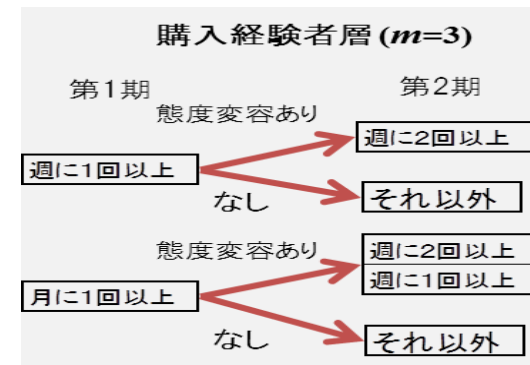 購入経験者層(m=3)
第1期
第2期
態度変容あり
週に2回以上
週に1回以上
なし
それ以外
態度変容あり
週に2回以上
週に1回以上
月に1回以上
なし
それ以外